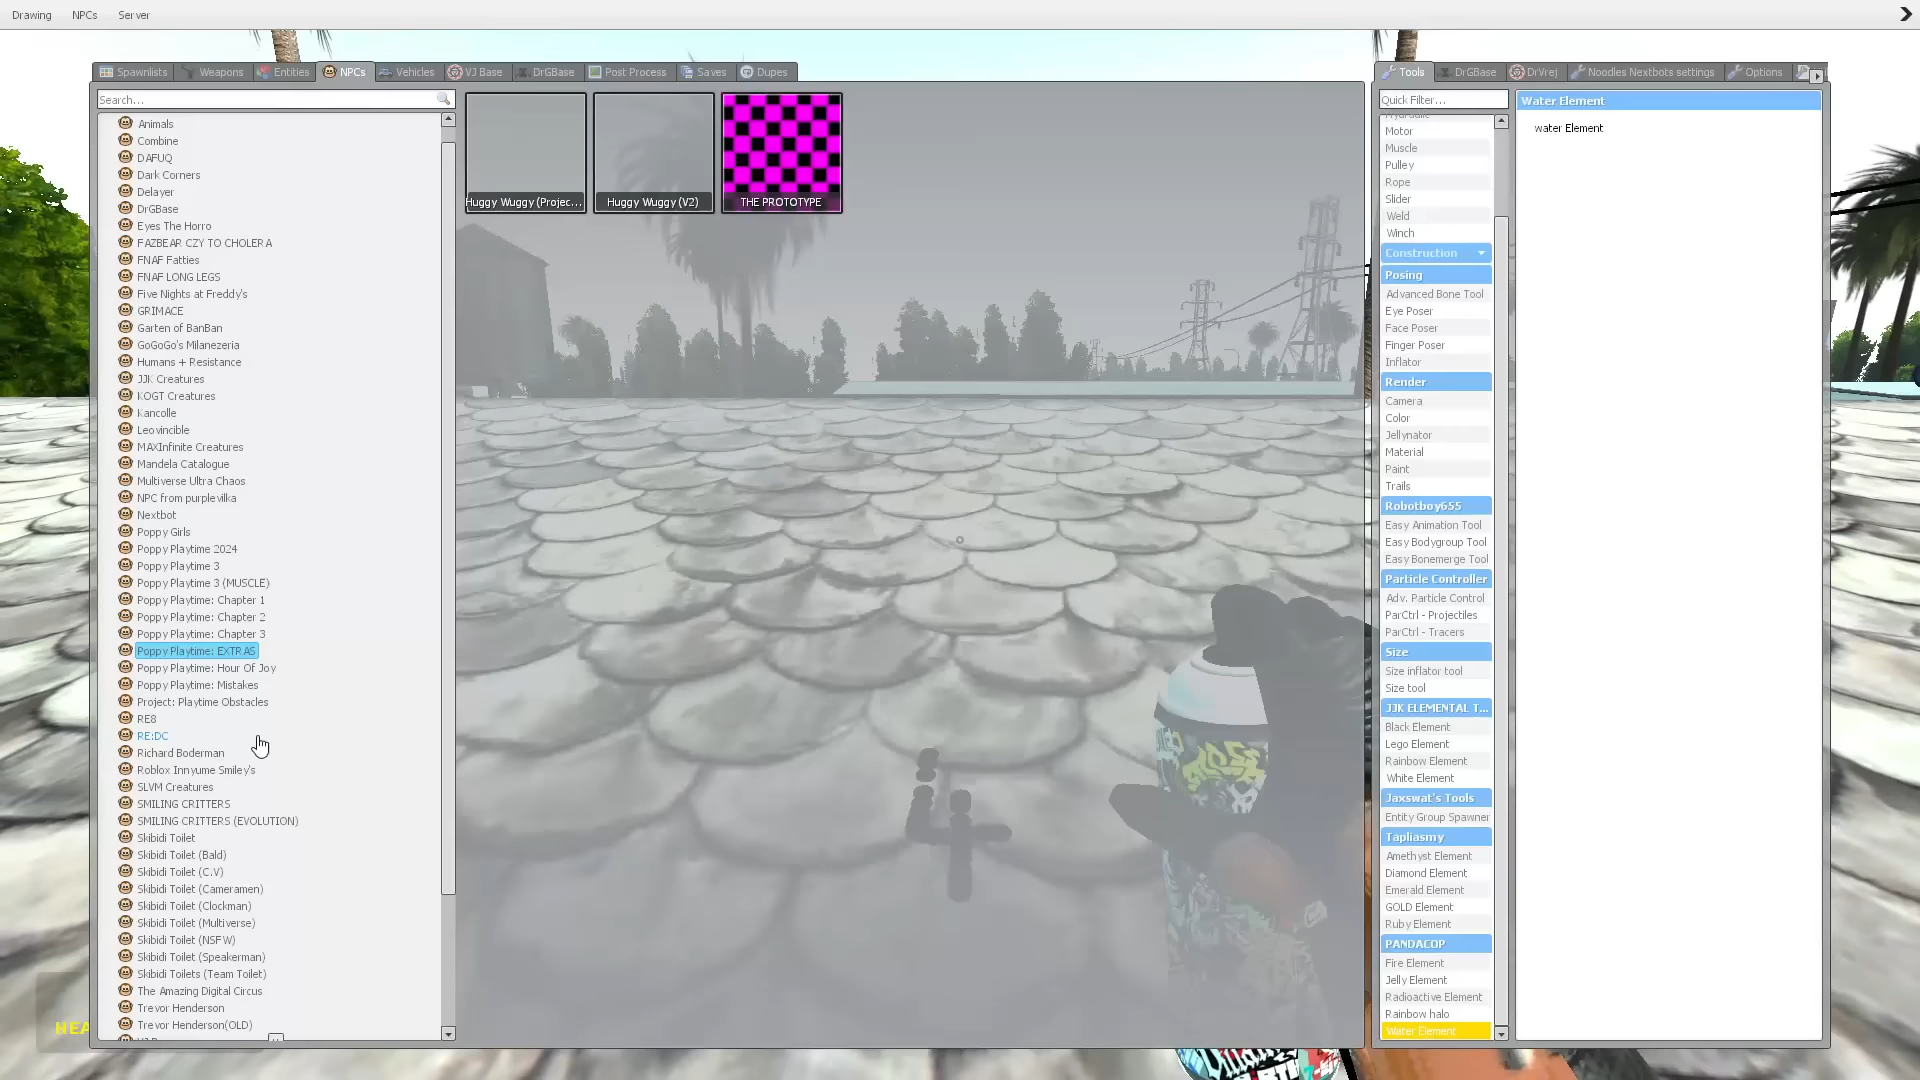 Drawing
NPCs
Server
Spawnlists
Weapons
Entities
NPCs
Vehicles
VJ Base
DrGBase
Post Process
Saves
Dupes
Search...
Animals
Combine
DAFUQ
Dark Corners
Delayer
DrGBase
Eyes The Horro
FAZBEAR CZY TO CHOLERA
FNAF Fatties
FNAF LONG LEGS
Five Nights at Freddy's
GRIMACE
Garten of BanBan
GoGoGo's Milanezeria
Humans + Resistance
JJK Creatures
KOGT Creatures
Kancolle
Leovincible
MAXInfinite Creatures
Mandela Catalogue
Multiverse Ultra Chaos
NPC from purplevilka
Nextbot
Poppy Girls
Poppy Playtime 2024
Poppy Playtime 3
Poppy Playtime 3 (MUSCLE)
Poppy Playtime: Chapter 1
Poppy Playtime: Chapter 2
Poppy Playtime: Chapter 3
Poppy Playtime: EXTRAS
Poppy Playtime: Hour Of Joy
Poppy Playtime: Mistakes
Project: Playtime Obstacles
RE8
RE:DC
Richard Boderman
Roblox Innyume Smiley's
SLVM Creatures
SMILING CRITTERS
SMILING CRITTERS (EVOLUTION)
Skibidi Toilet
Skibidi Toilet (Bald)
Skibidi Toilet (C.V)
Skibidi Toilet (Cameramen)
Skibidi Toilet (Clockman)
Skibidi Toilet (Multiverse)
Skibidi Toilet (NSFW)
Skibidi Toilet (Speakerman)
Skibidi Toilets (Team Toilet)
The Amazing Digital Circus
Trevor Henderson
Trevor Henderson(OLD)
Huggy Wuggy (Projec...
Huggy Wuggy (V2)
THE PROTOTYPE
HEA
Tools
DrGBase
DrVrej
Noodles Nextbots settings
Options
Quick Filter...
Hydraulic
Motor
Muscle
Pulley
Rope
Slider
Weld
Winch
Construction
Posing
Advanced Bone Tool
Eye Poser
Face Poser
Finger Poser
Inflator
Render
Camera
Color
Jellynator
Material
Paint
Trails
Robotboy655
Easy Animation Tool
Easy Bodygroup Tool
Easy Bonemerge Tool
Particle Controller
Adv. Particle Control
ParCtrl - Projectiles
ParCtrl - Tracers
Size
Size inflator tool
Size tool
JJK ELEMENTAL T...
Black Element
Lego Element
Rainbow Element
White Element
Jaxswat's Tools
Entity Group Spawner
Tapliasmy
Amethyst Element
Diamond Element
Emerald Element
GOLD Element
Ruby Element
PANDACOP
Fire Element
Jelly Element
Radioactive Element
Rainbow halo
Water Element
Water Element
water Element